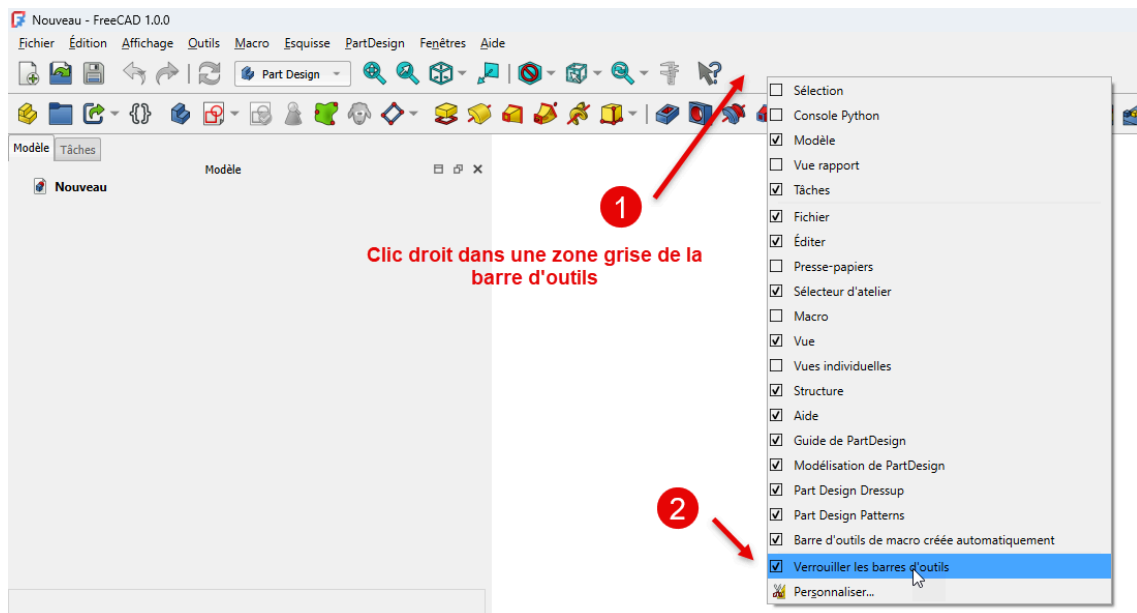 Nouveau - FreeCAD 1.0.0
Fichier Édition Affichage Outils Macro Esquisse PartDesign Fenêtres Aide
Part Design
Modèle Tâches
Modèle
Nouveau
1
Clic droit dans une zone grise de la
barre d'outils
2
Sélection
Console Python
Modèle
Vue rapport
Tâches
Fichier
Éditer
Presse-papiers
Sélecteur d'atelier
Macro
Vue
Vues individuelles
Structure
Aide
Guide de PartDesign
Modélisation de PartDesign
Part Design Dressup
Part Design Patterns
Barre d'outils de macro créée automatiquement
Verrouiller les barres d'outils
Personnaliser...